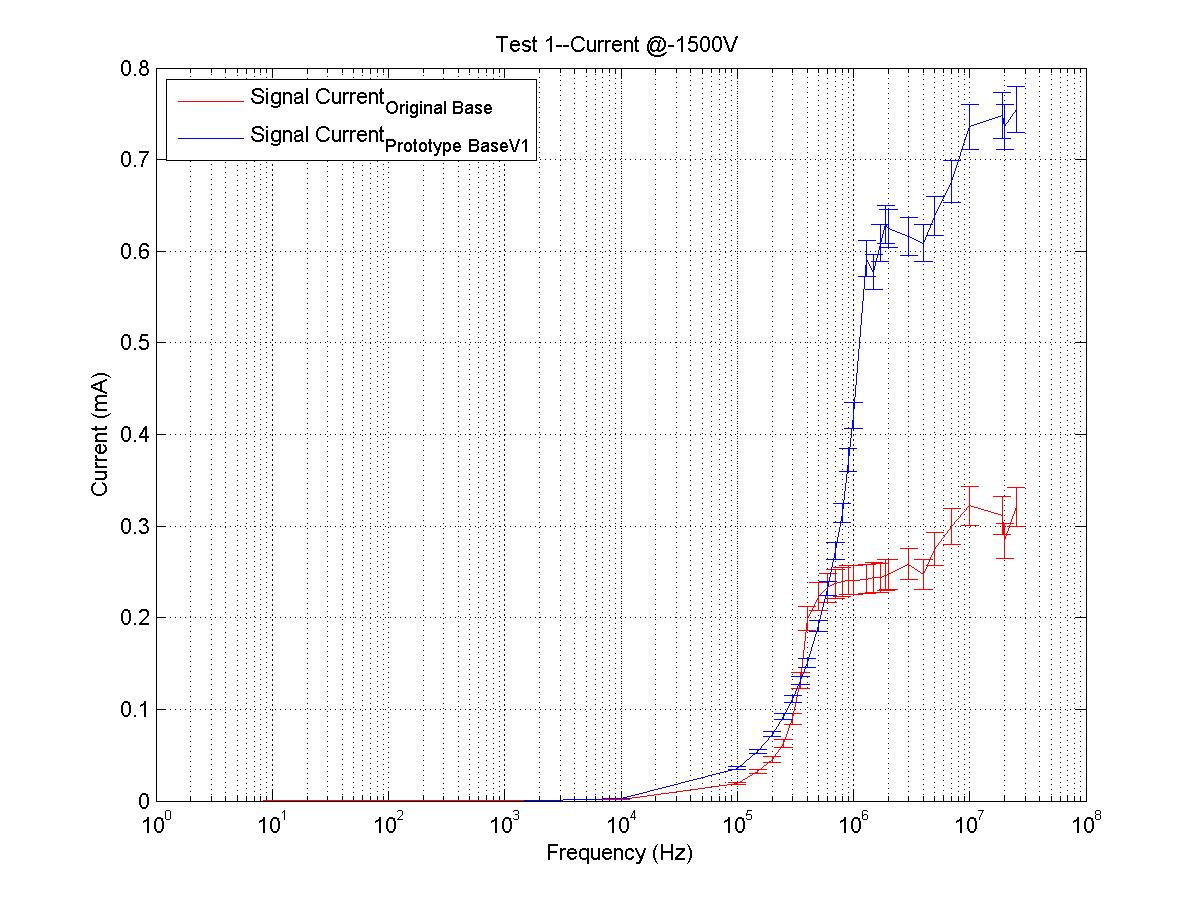 Test 1--Current @-1500V
Signal Current Original Base
Signal Current Prototype BaseV1
0.8
0.7
0.6
0.5
0.4
0.3
0.2
0.1
0
Current (mA)
10^0 10^1 10^2 10^3 10^4 10^5 10^6 10^7 10^8
Frequency (Hz)